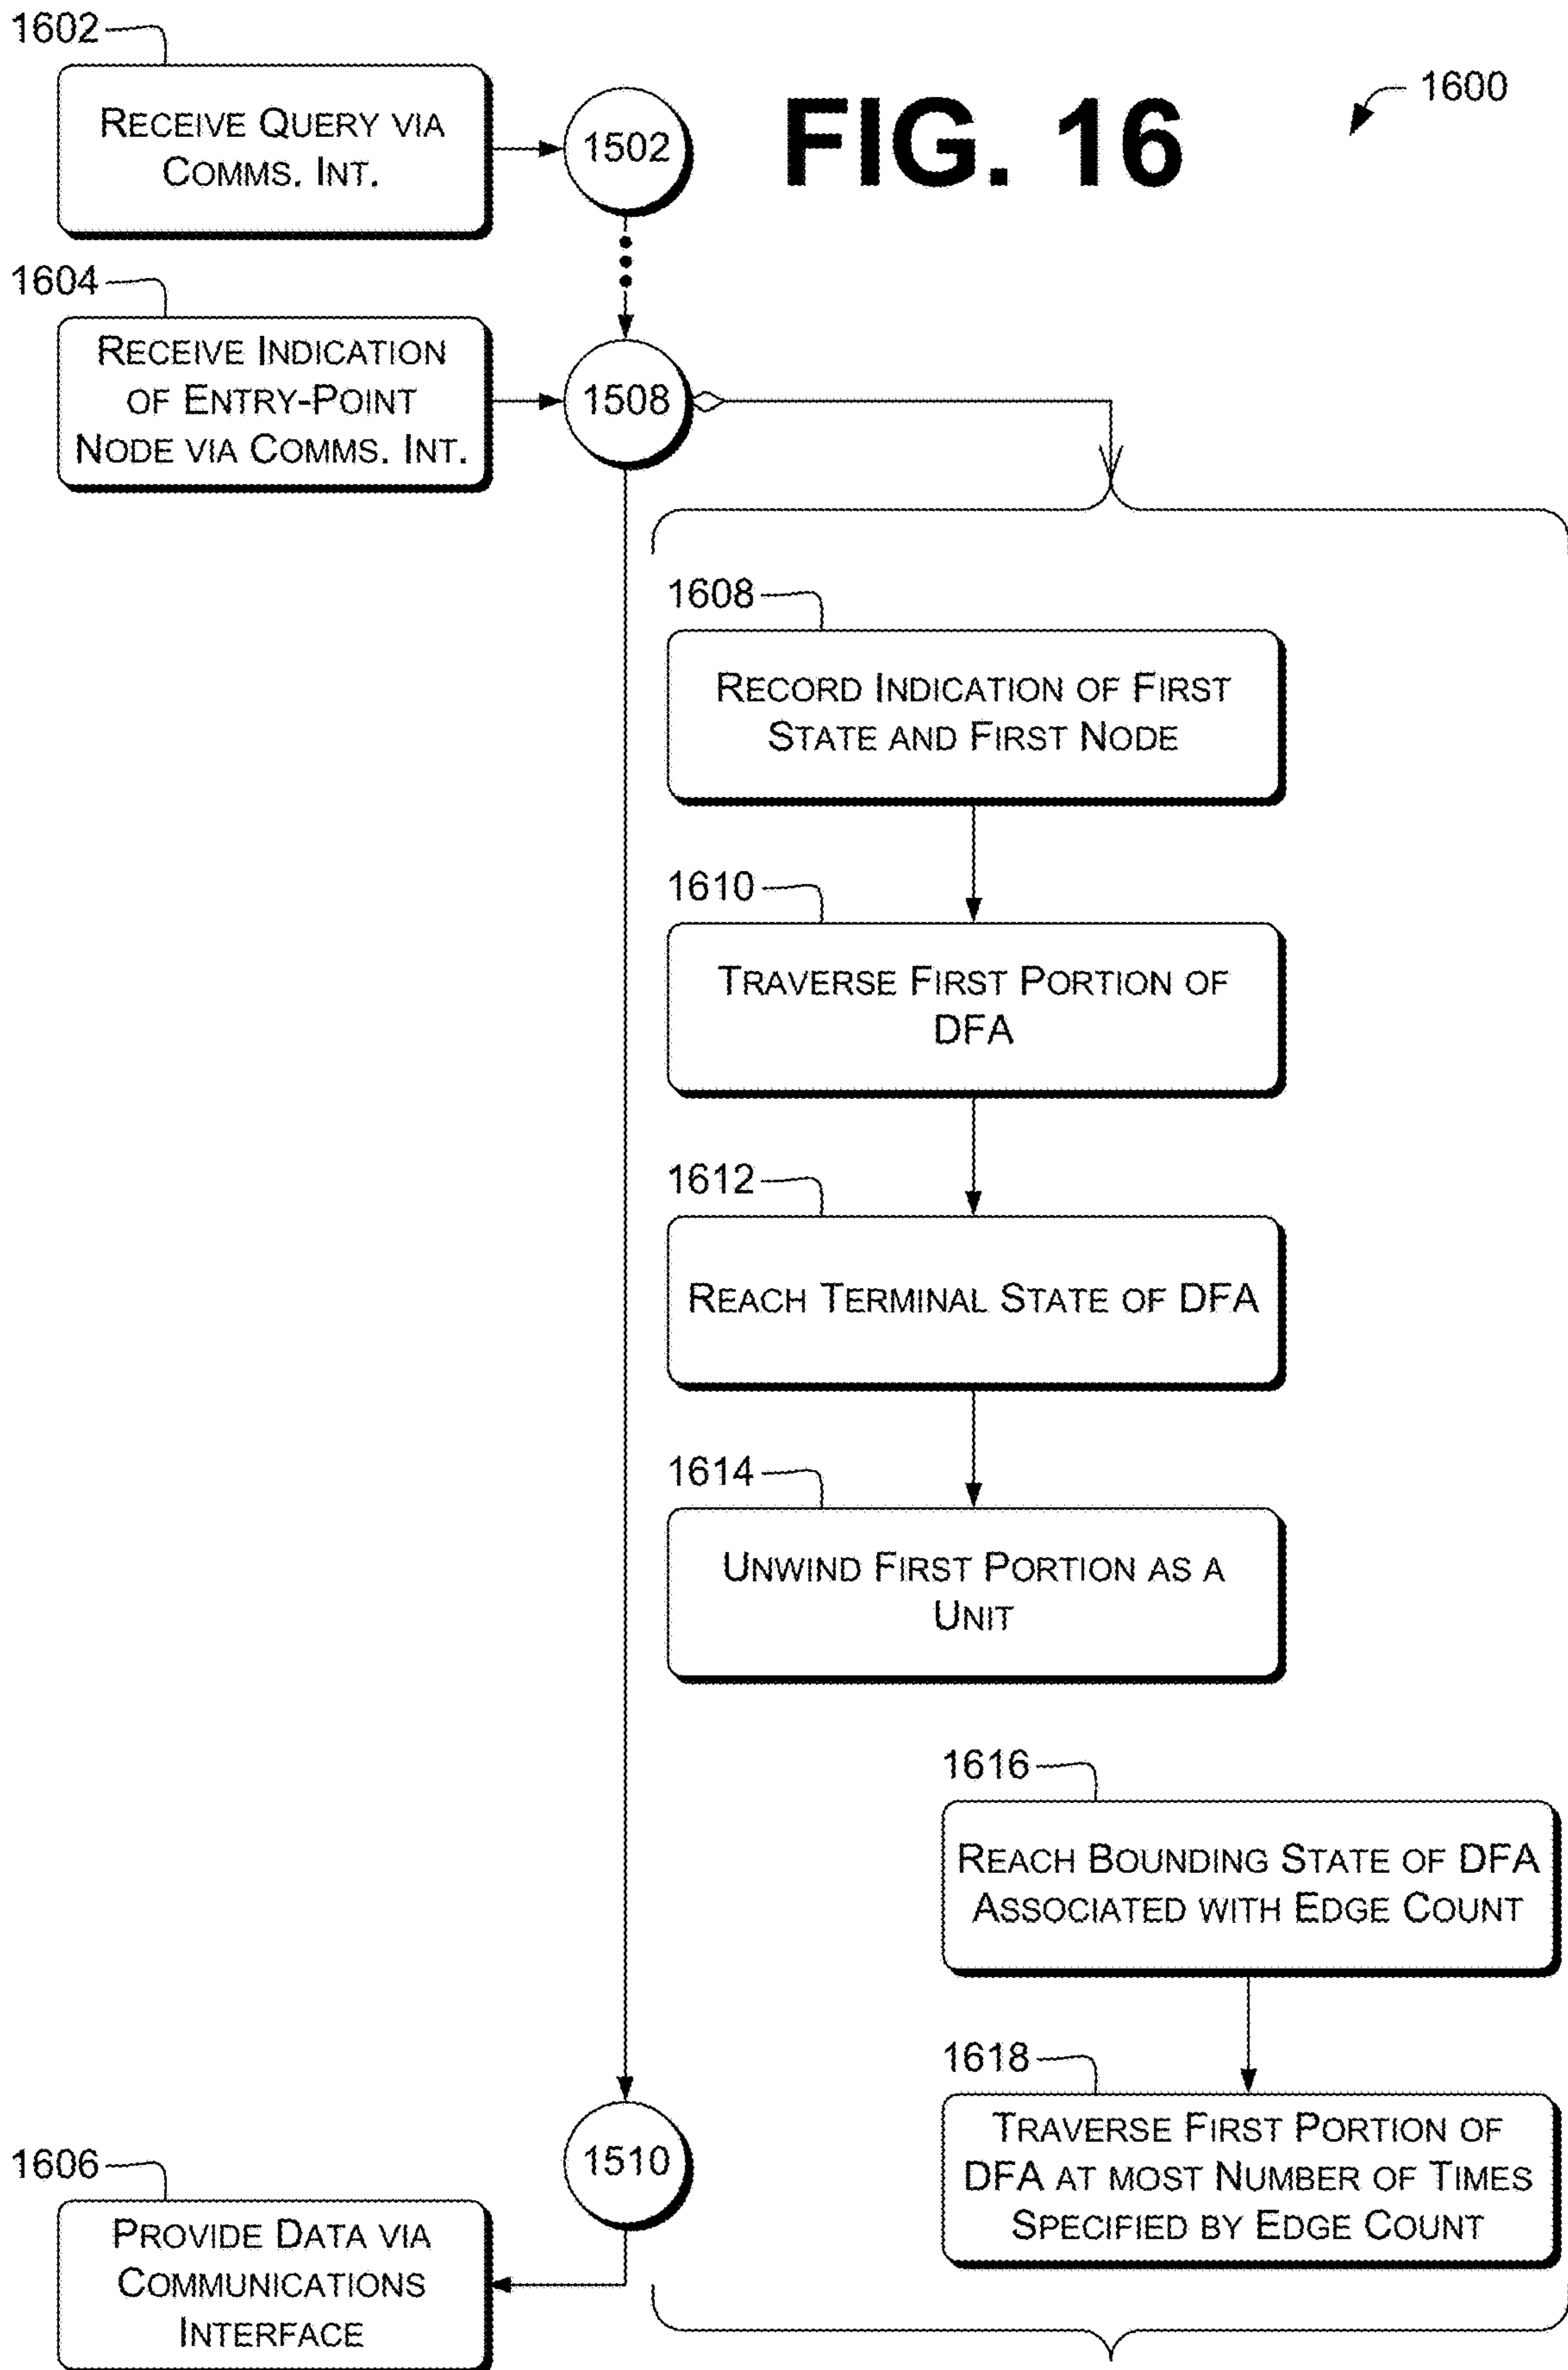 1602
RECEIVE QUERY VIA
COMMS. INT.
1502
FIG. 16
1600
1604
RECEIVE INDICATION
OF ENTRY-POINT
NODE VIA COMMS. INT.
1508
1608
RECORD INDICATION OF FIRST
STATE AND FIRST NODE
1610
TRAVERSE FIRST PORTION OF
DFA
1612
REACH TERMINAL STATE OF DFA
1614
UNWIND FIRST PORTION AS A
UNIT
1616
REACH BOUNDING STATE OF DFA
ASSOCIATED WITH EDGE COUNT
1618
TRAVERSE FIRST PORTION OF
DFA AT MOST NUMBER OF TIMES
SPECIFIED BY EDGE COUNT
1510
1606
PROVIDE DATA VIA
COMMUNICATIONS
INTERFACE